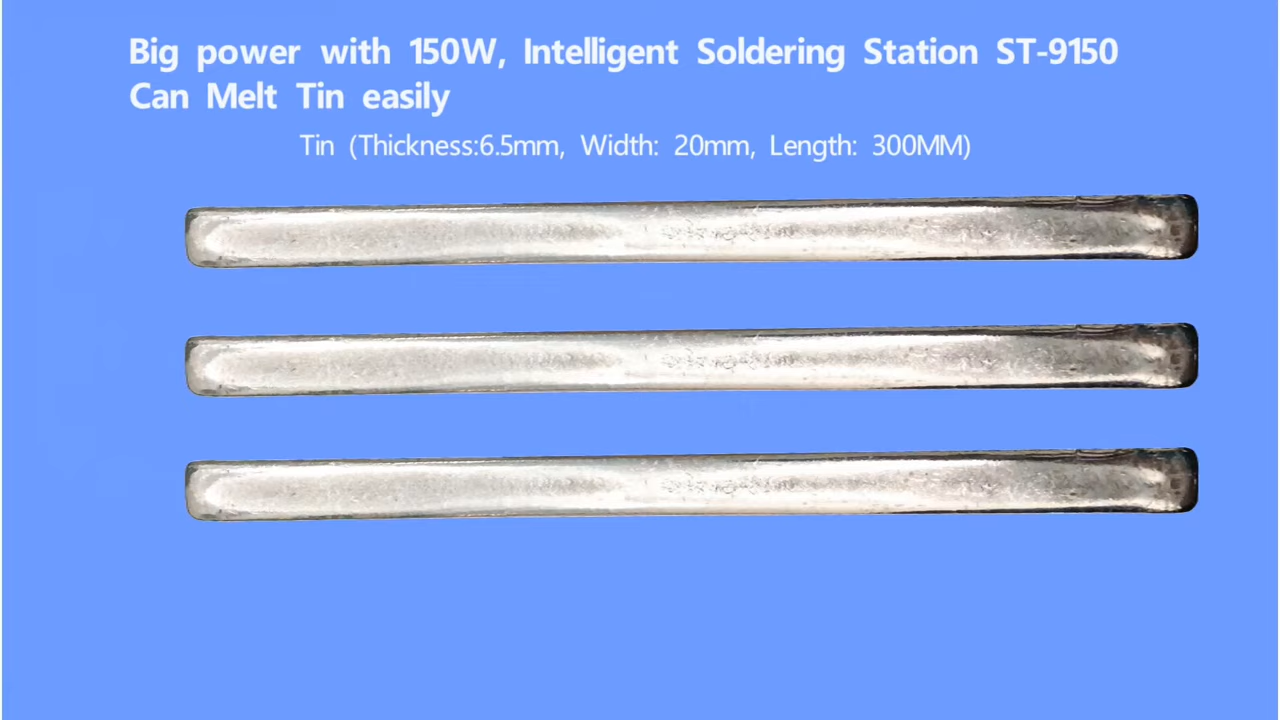 Big power with 150W, Intelligent Soldering Station ST-9150
Can Melt Tin easily
Tin (Thickness:6.5mm, Width: 20mm, Length: 300MM)